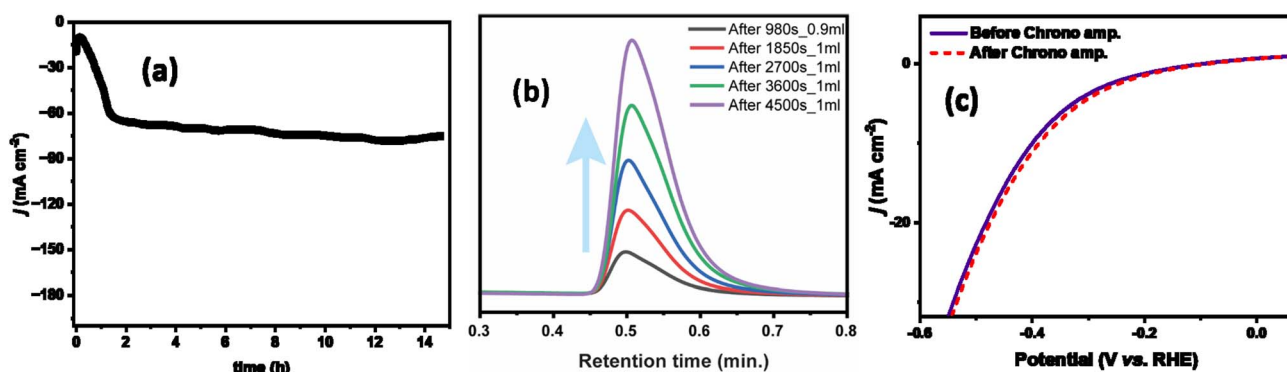 0
−30
−60
−90
−120
−150
−180
J (mA cm⁻²)
(a)
0 2 4 6 8 10 12 14
time (h)
After 980s_0.9ml
After 1850s_1ml
After 2700s_1ml
After 3600s_1ml
After 4500s_1ml
(b)
0.3 0.4 0.5 0.6 0.7 0.8
Retention time (min.)
Before Chrono amp.
After Chrono amp.
0
-20
J (mA cm⁻²)
(c)
-0.6 -0.4 -0.2 0.0
Potential (V vs. RHE)